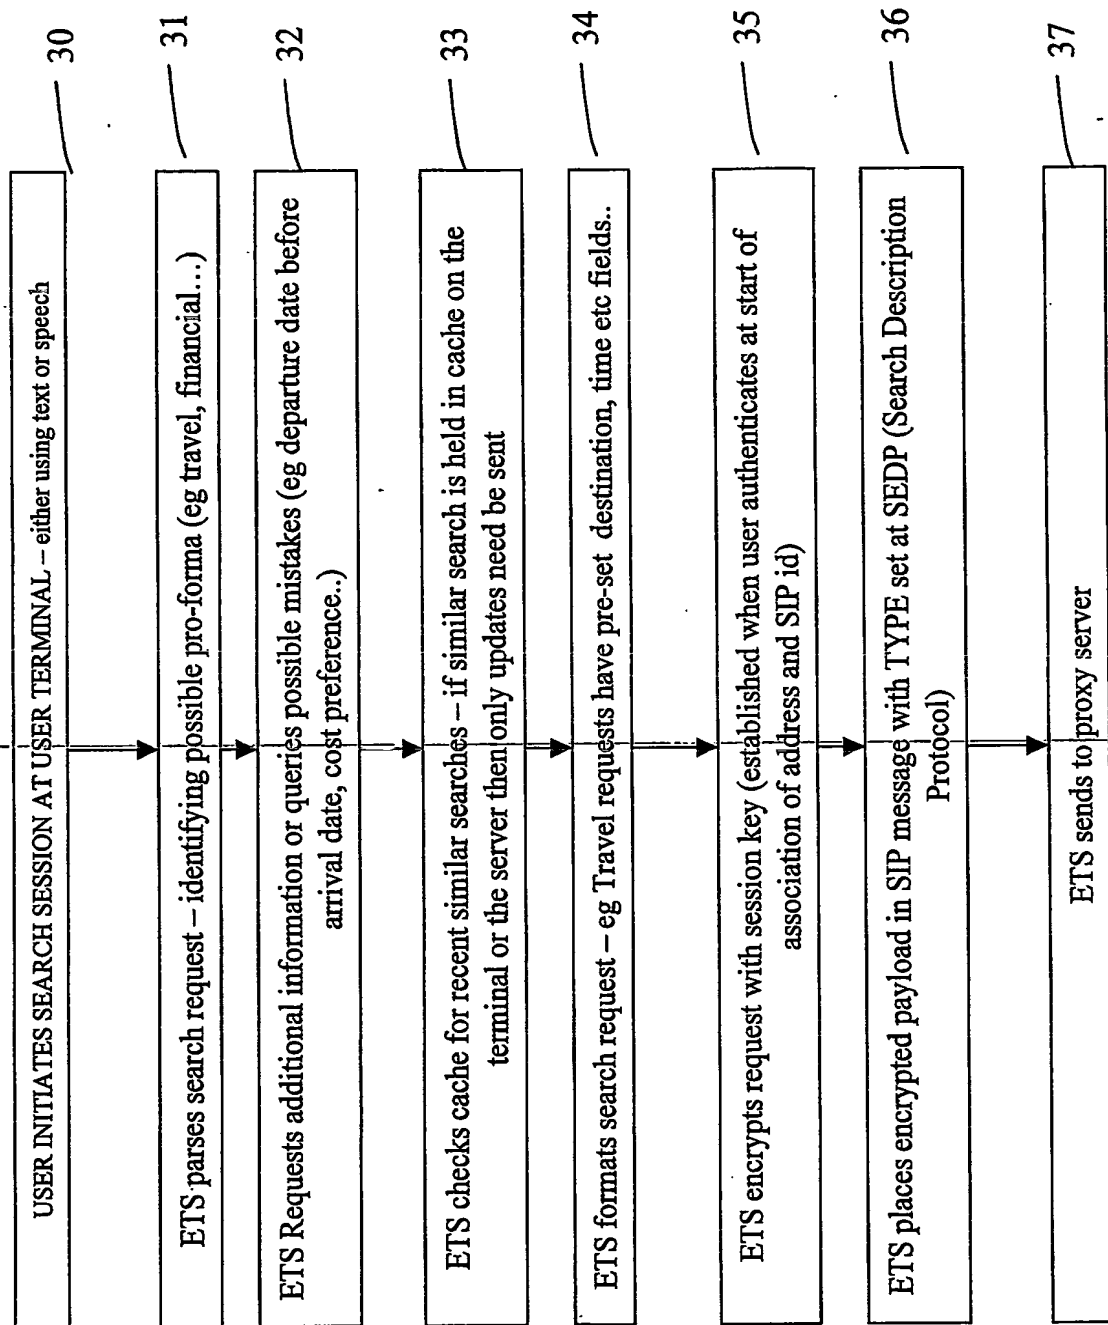 USER INITIATES SEARCH SESSION AT USER TERMINAL – either using text or speech
30
ETS parses search request – identifying possible pro-forma (eg travel, financial...)
31
ETS Requests additional information or queries possible mistakes (eg departure date before
arrival date, cost preference..)
32
ETS checks cache for recent similar searches – if similar search is held in cache on the
terminal or the server then only updates need be sent
33
ETS formats search request – eg Travel requests have pre-set destination, time etc fields..
34
ETS encrypts request with session key (established when user authenticates at start of
association of address and SIP id)
35
ETS places encrypted payload in SIP message with TYPE set at SEDP (Search Description
Protocol)
36
ETS sends to proxy server
37